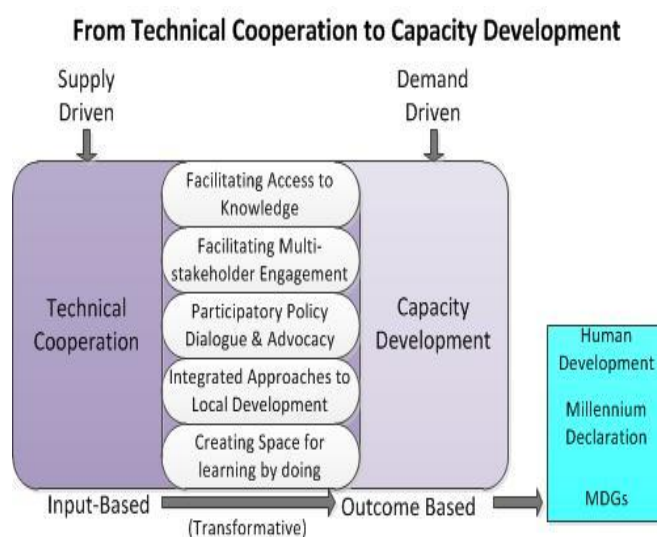 From Technical Cooperation to Capacity Development
Supply
Driven
Demand
Driven
Technical
Cooperation
Facilitating Access to
Knowledge
Facilitating Multi-
stakeholder Engagement
Participatory Policy
Dialogue & Advocacy
Integrated Approaches to
Local Development
Creating Space for
learning by doing
Capacity
Development
Human
Development
Millennium
Declaration
MDGs
Input-Based
(Transformative)
Outcome Based